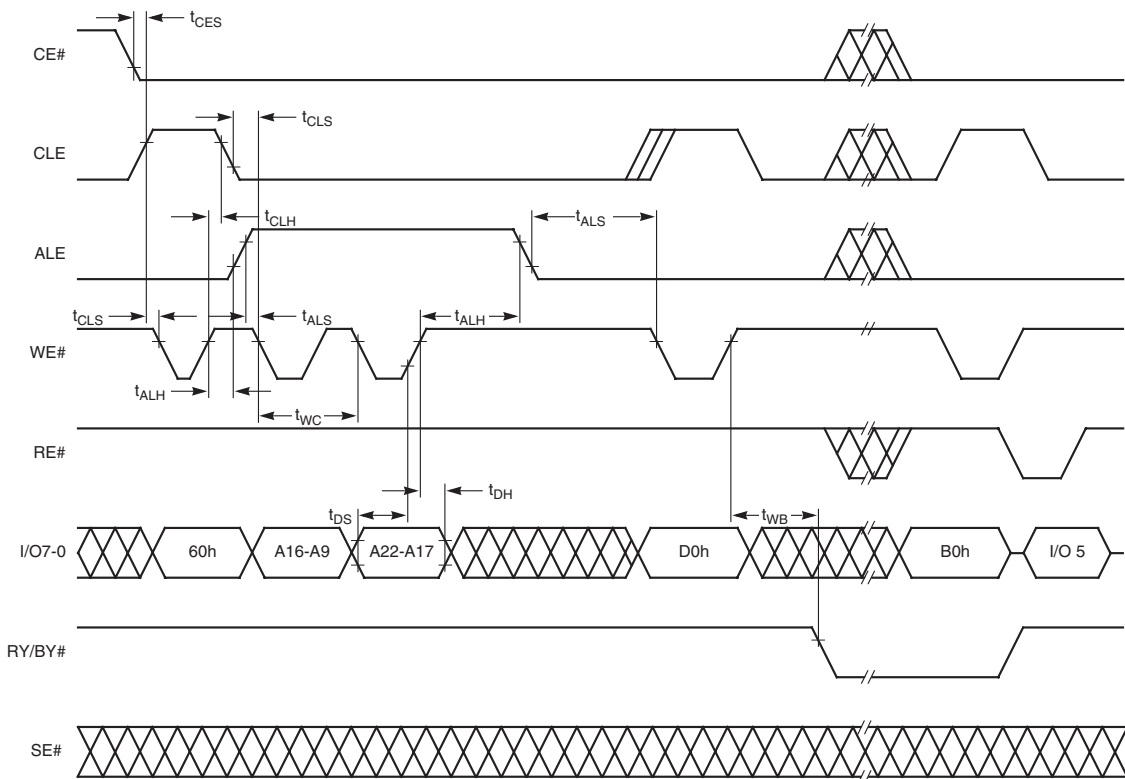 tCES
CE#
tCLS
CLE
tCLH
tALS
ALE
tCLS
tALS
tALH
WE#
tALH
tWC
RE#
tDH
tDS
tWB
I/O7-0
60h
A16-A9
A22-A17
D0h
B0h
I/O 5
RY/BY#
SE#